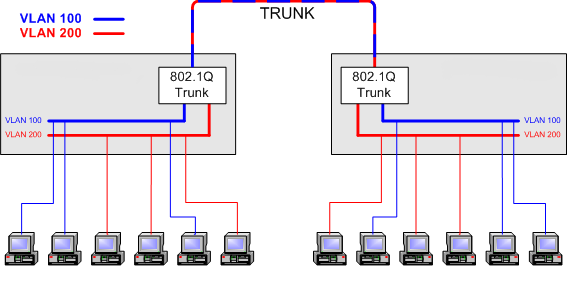 VLAN 100
VLAN 200
TRUNK
802.1Q
Trunk
802.1Q
Trunk
VLAN 100
VLAN 200
VLAN 100
VLAN 200